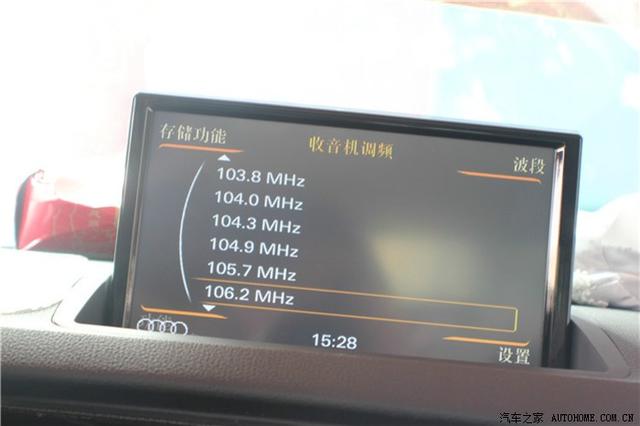 存储功能
收音机调频
波段
103.8 MHz
104.0 MHz
104.3 MHz
104.9 MHz
105.7 MHz
106.2 MHz
15:28
设置
汽车之家 AUTOHOME.COM.CN